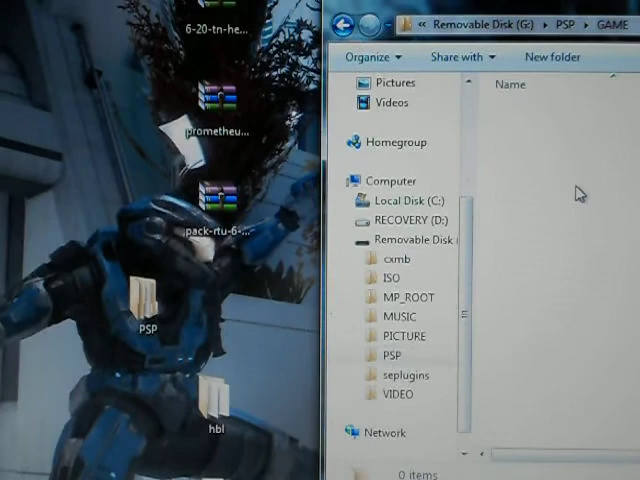 6-20-tn-he...
prometheu...
pack-rtu-6-...
PSP
hbl
« Removable Disk (G:) ▸ PSP ▸ GAME
Organize Share with New folder
Pictures
Videos
Homegroup
Computer
Local Disk (C:)
RECOVERY (D:)
Removable Disk
cxmb
ISO
MP_ROOT
MUSIC
PICTURE
PSP
seplugins
VIDEO
Network
Name
0 items